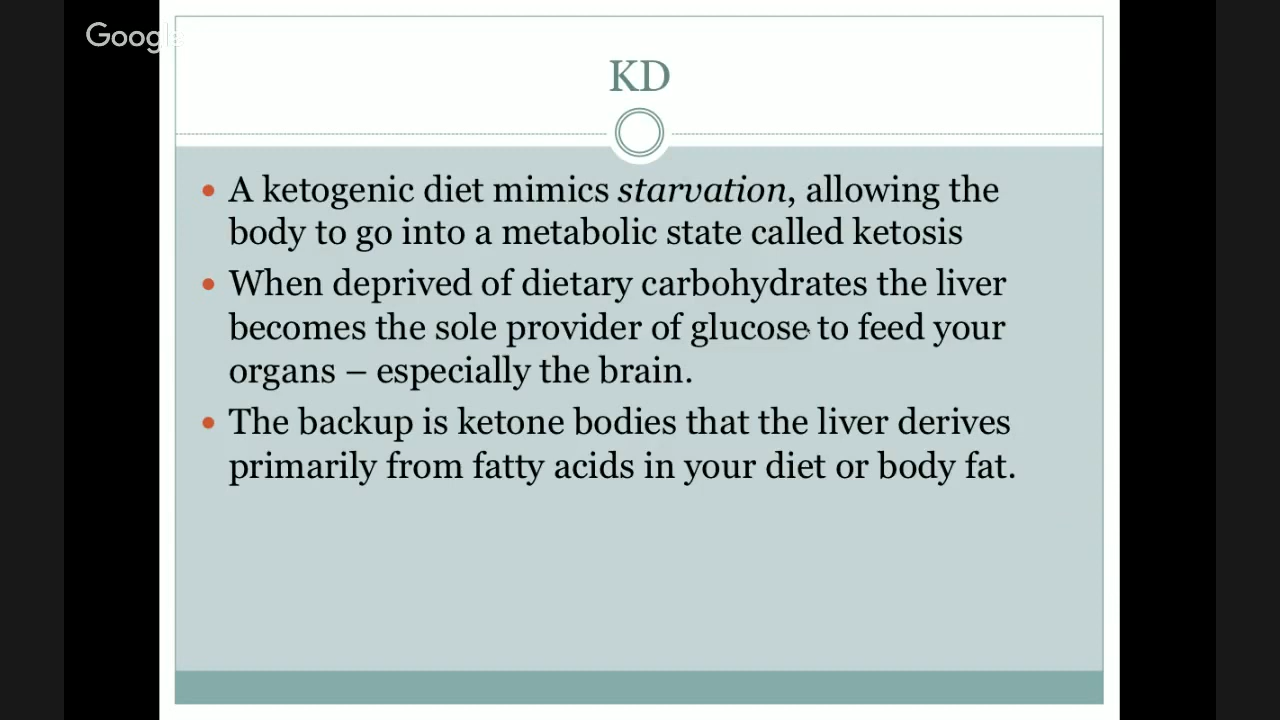 Google
KD
• A ketogenic diet mimics starvation, allowing the
body to go into a metabolic state called ketosis
• When deprived of dietary carbohydrates the liver
becomes the sole provider of glucose to feed your
organs – especially the brain.
• The backup is ketone bodies that the liver derives
primarily from fatty acids in your diet or body fat.